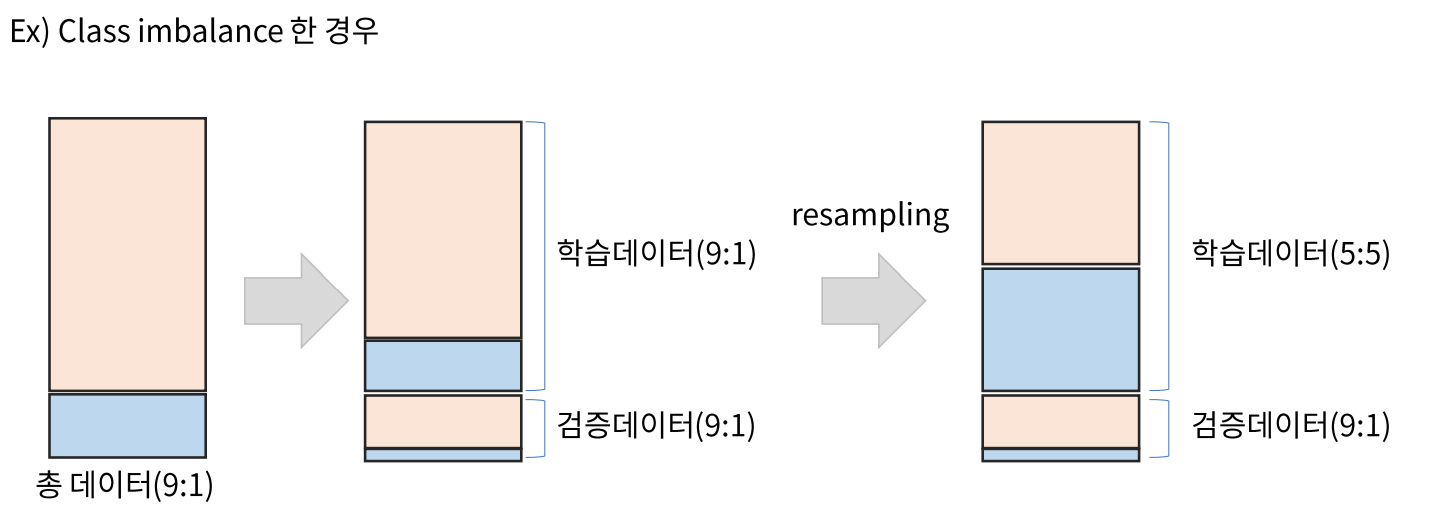 Ex) Class imbalance 한 경우
총 데이터(9:1)
학습데이터(9:1)
검증데이터(9:1)
resampling
학습데이터(5:5)
검증데이터(9:1)